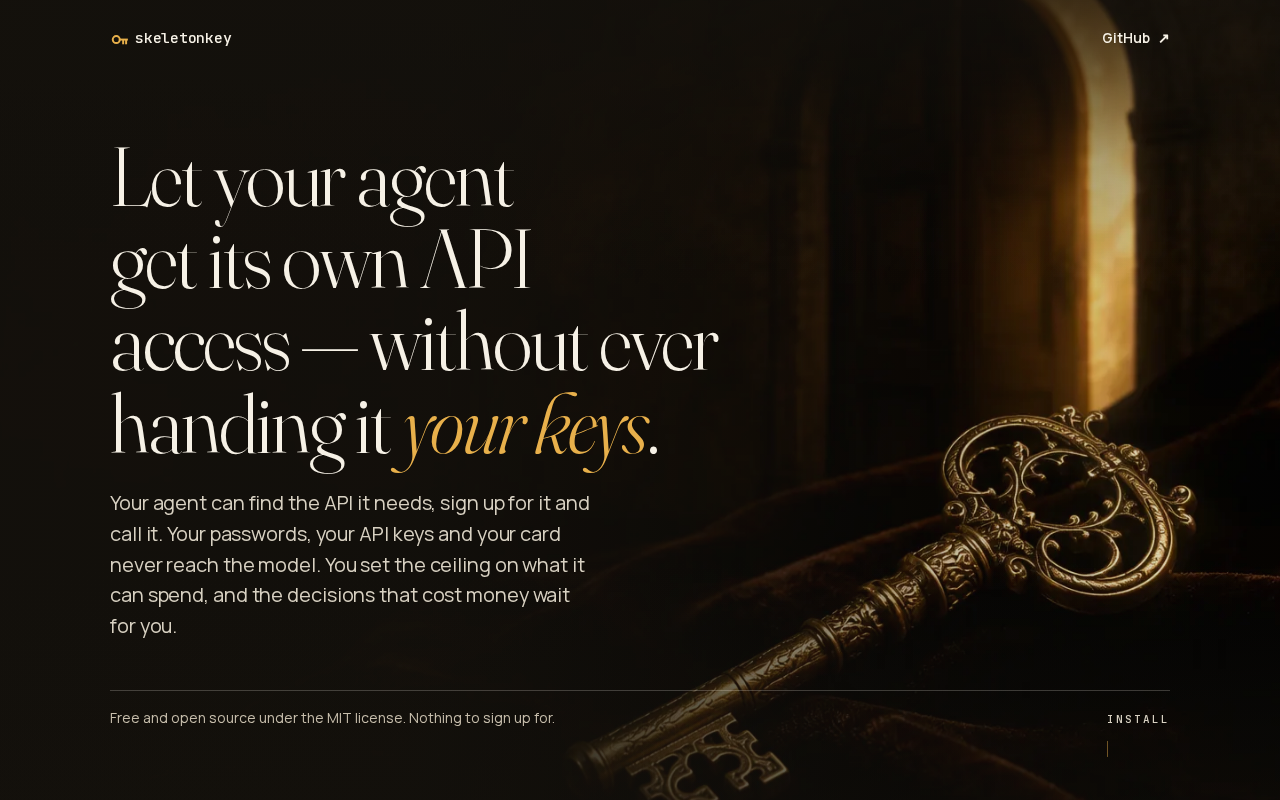 skeletonkey
GitHub ↗
Let your agent
get its own API
access — without ever
handing it your keys.
Your agent can find the API it needs, sign up for it and
call it. Your passwords, your API keys and your card
never reach the model. You set the ceiling on what it
can spend, and the decisions that cost money wait
for you.
Free and open source under the MIT license. Nothing to sign up for.
INSTALL